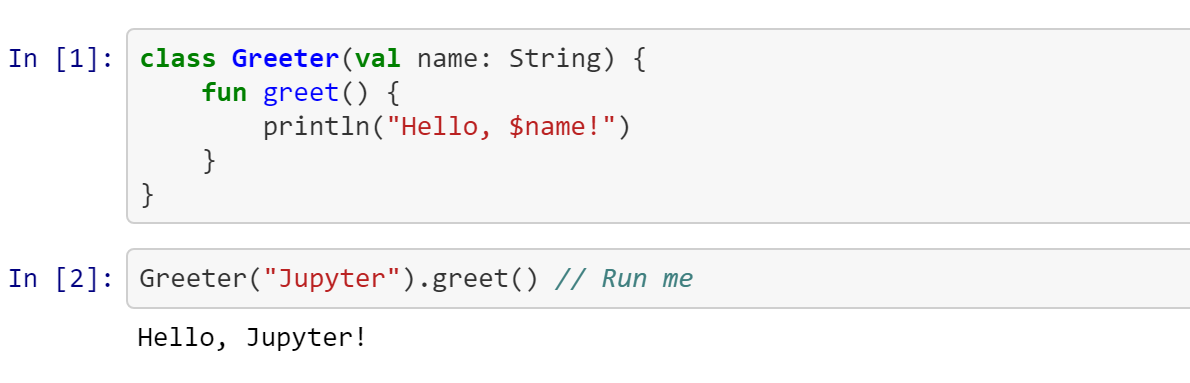 In [1]: class Greeter(val name: String) {
    fun greet() {
        println("Hello, $name!")
    }
}
In [2]: Greeter("Jupyter").greet() // Run me
Hello, Jupyter!